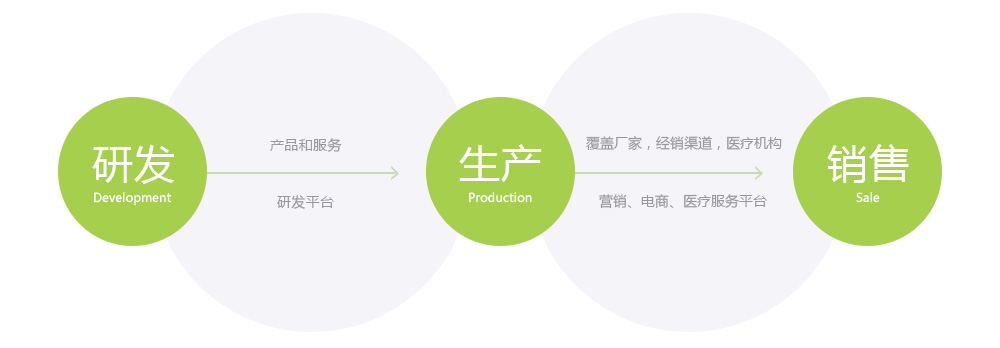 研发
Development
产品和服务
研发平台
生产
Production
覆盖厂家，经销渠道，医疗机构
营销、电商、医疗服务平台
销售
Sale